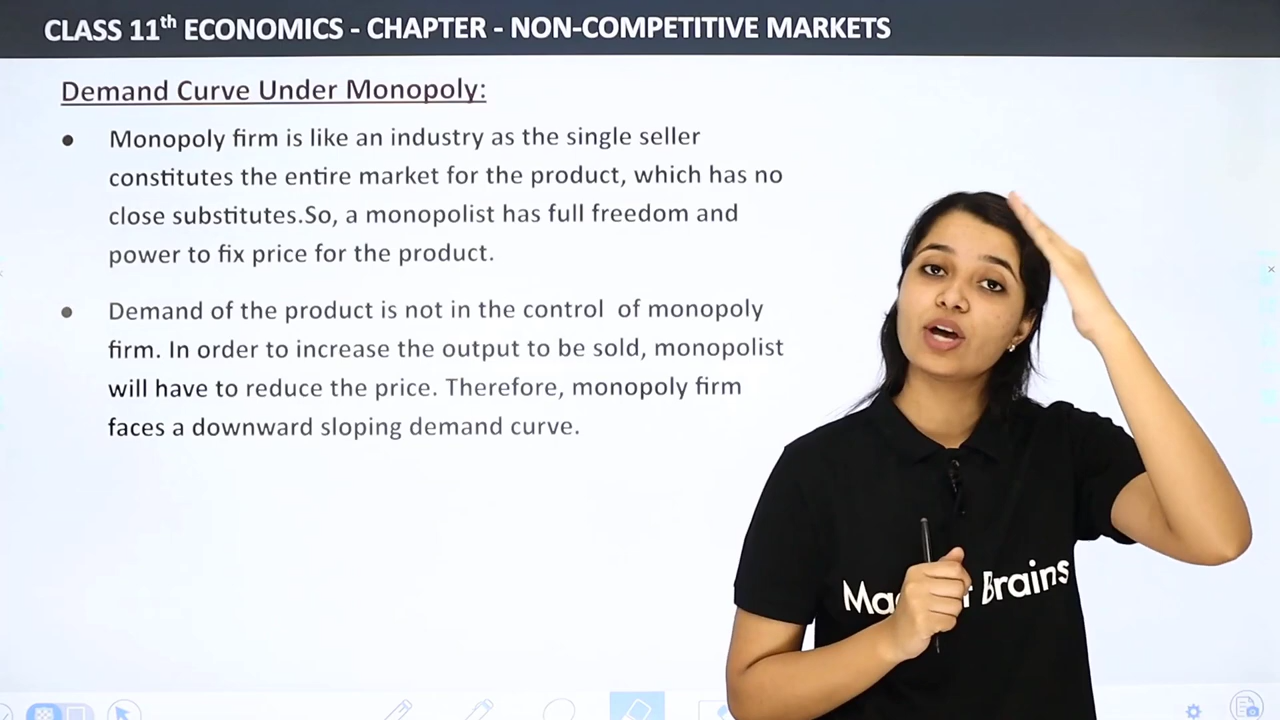 CLASS 11th ECONOMICS - CHAPTER - NON-COMPETITIVE MARKETS
Demand Curve Under Monopoly:
• Monopoly firm is like an industry as the single seller
constitutes the entire market for the product, which has no
close substitutes.So, a monopolist has full freedom and
power to fix price for the product.
• Demand of the product is not in the control of monopoly
firm. In order to increase the output to be sold, monopolist
will have to reduce the price. Therefore, monopoly firm
faces a downward sloping demand curve.
Brains